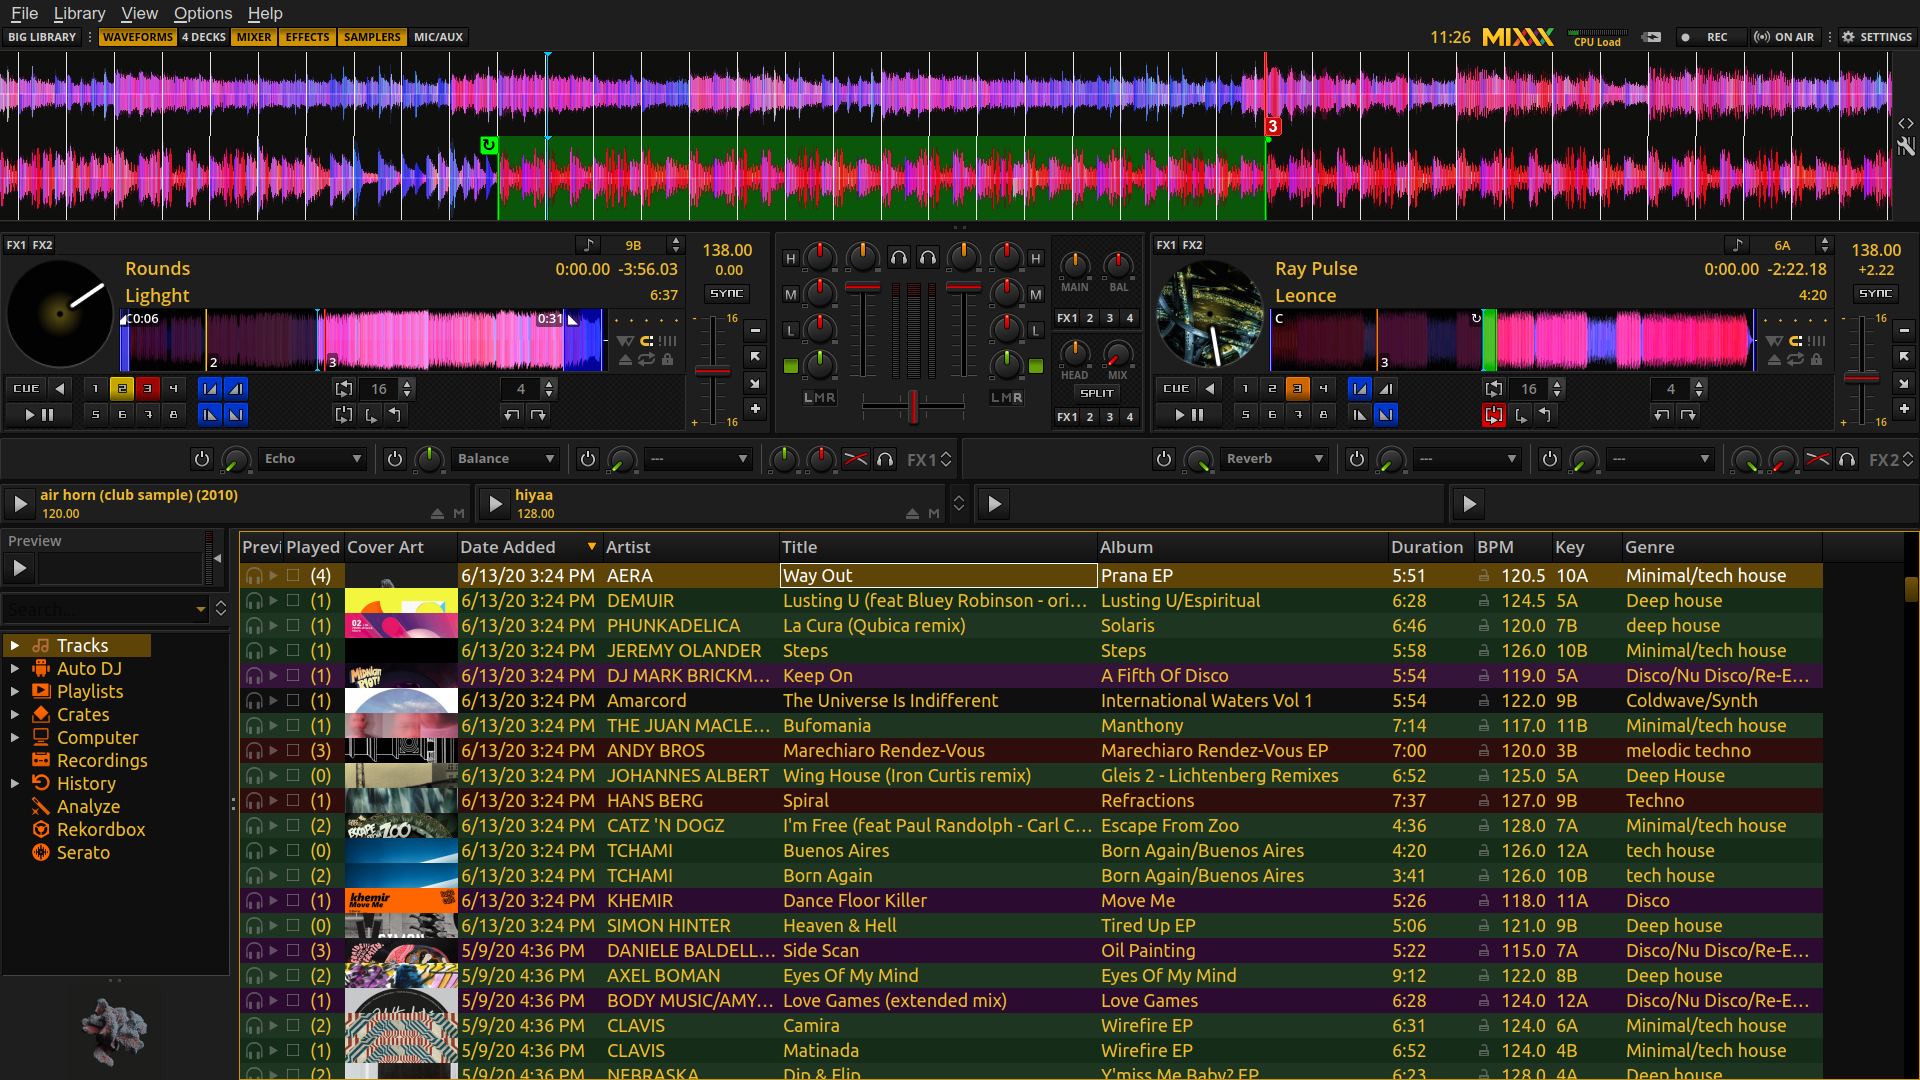 File Library View Options Help
BIG LIBRARY WAVEFORMS 4 DECKS MIXER EFFECTS SAMPLERS MIC/AUX 11:26 MIXXX CPU Load REC ON AIR SETTINGS
3
FX1 FX2 9B 138.00
Rounds 0:00.00 -3:56.03 0.00
Lighght 6:37 SYNC
0:06 2 3 0:31
16
CUE 1 2 3 4 16 4
5 6 7 8 16
H H
M M
L L
LMR LMR
MAIN BAL
FX1 2 3 4
HEAD MIX
SPLIT
FX1 2 3 4
FX1 FX2 6A 138.00
Ray Pulse 0:00.00 -2:22.18 +2.22
Leonce 4:20 SYNC
C 3
16
CUE 1 2 3 4 16 4
5 6 7 8 16
Echo Balance --- FX1 Reverb --- --- FX2
air horn (club sample) (2010) hiyaa
120.00 M 128.00 M
Preview
Search...
Tracks
Auto DJ
Playlists
Crates
Computer
Recordings
History
Analyze
Rekordbox
Serato
Previ Played Cover Art Date Added Artist Title Album Duration BPM Key Genre
(4) 6/13/20 3:24 PM AERA Way Out Prana EP 5:51 120.5 10A Minimal/tech house
(1) 6/13/20 3:24 PM DEMUIR Lusting U (feat Bluey Robinson - ori... Lusting U/Espiritual 6:28 124.5 5A Deep house
(1) 02 6/13/20 3:24 PM PHUNKADELICA La Cura (Qubica remix) Solaris 6:46 120.0 7B deep house
(1) 6/13/20 3:24 PM JEREMY OLANDER Steps Steps 5:58 126.0 10B Minimal/tech house
(1) MIDNIGHT RIOT! 6/13/20 3:24 PM DJ MARK BRICKM... Keep On A Fifth Of Disco 5:54 119.0 5A Disco/Nu Disco/Re-E...
(1) 6/13/20 3:24 PM Amarcord The Universe Is Indifferent International Waters Vol 1 5:54 122.0 9B Coldwave/Synth
(1) 6/13/20 3:24 PM THE JUAN MACLE... Bufomania Manthony 7:14 117.0 11B Minimal/tech house
(3) 6/13/20 3:24 PM ANDY BROS Marechiaro Rendez-Vous Marechiaro Rendez-Vous EP 7:00 120.0 3B melodic techno
(0) 6/13/20 3:24 PM JOHANNES ALBERT Wing House (Iron Curtis remix) Gleis 2 - Lichtenberg Remixes 6:52 125.0 5A Deep House
(1) 6/13/20 3:24 PM HANS BERG Spiral Refractions 7:37 127.0 9B Techno
(2) ESCAPE FROM ZOO 6/13/20 3:24 PM CATZ 'N DOGZ I'm Free (feat Paul Randolph - Carl C... Escape From Zoo 4:36 128.0 7A Minimal/tech house
(0) 6/13/20 3:24 PM TCHAMI Buenos Aires Born Again/Buenos Aires 4:20 126.0 12A tech house
(2) 6/13/20 3:24 PM TCHAMI Born Again Born Again/Buenos Aires 3:41 126.0 10B tech house
(1) khemir Move Me 6/13/20 3:24 PM KHEMIR Dance Floor Killer Move Me 5:26 118.0 11A Disco
(0) SIMON 6/13/20 3:24 PM SIMON HINTER Heaven & Hell Tired Up EP 5:06 121.0 9B Deep house
(3) 5/9/20 4:36 PM DANIELE BALDELL... Side Scan Oil Painting 5:22 115.0 7A Disco/Nu Disco/Re-E...
(2) 5/9/20 4:36 PM AXEL BOMAN Eyes Of My Mind Eyes Of My Mind 9:12 122.0 8B Deep house
(1) 5/9/20 4:36 PM BODY MUSIC/AMY... Love Games (extended mix) Love Games 6:28 124.0 12A Disco/Nu Disco/Re-E...
(2) 5/9/20 4:36 PM CLAVIS Camira Wirefire EP 6:31 124.0 6A Minimal/tech house
(1) 5/9/20 4:36 PM CLAVIS Matinada Wirefire EP 6:52 124.0 4B Minimal/tech house
(2) 5/9/20 4:36 PM NEBRASKA Dip & Flip Y'miss Me Baby? EP 6:23 128.0 4A Deep house